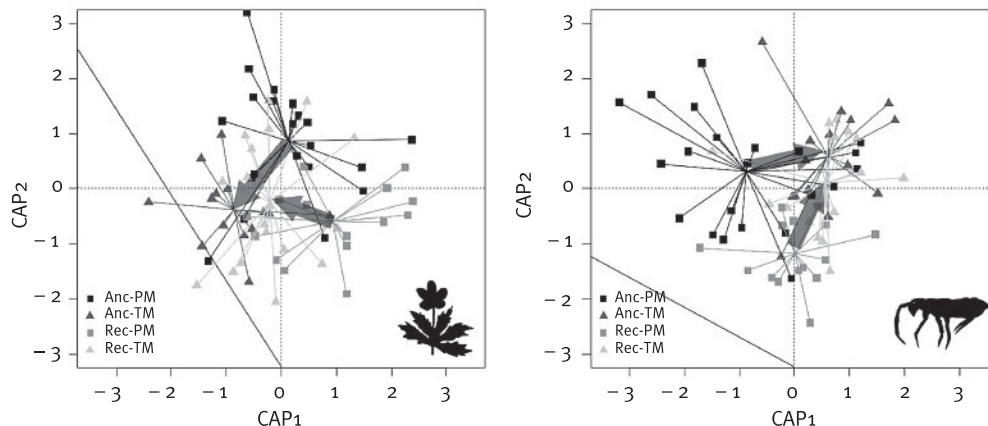 3
2
1
0
– 1
– 2
– 3
CAP2
Anc-PM
Anc-TM
Rec-PM
Rec-TM
– 3 – 2 – 1 0 1 2 3
CAP1
3
2
1
0
– 1
– 2
– 3
CAP2
Anc-PM
Anc-TM
Rec-PM
Rec-TM
– 3 – 2 – 1 0 1 2 3
CAP1